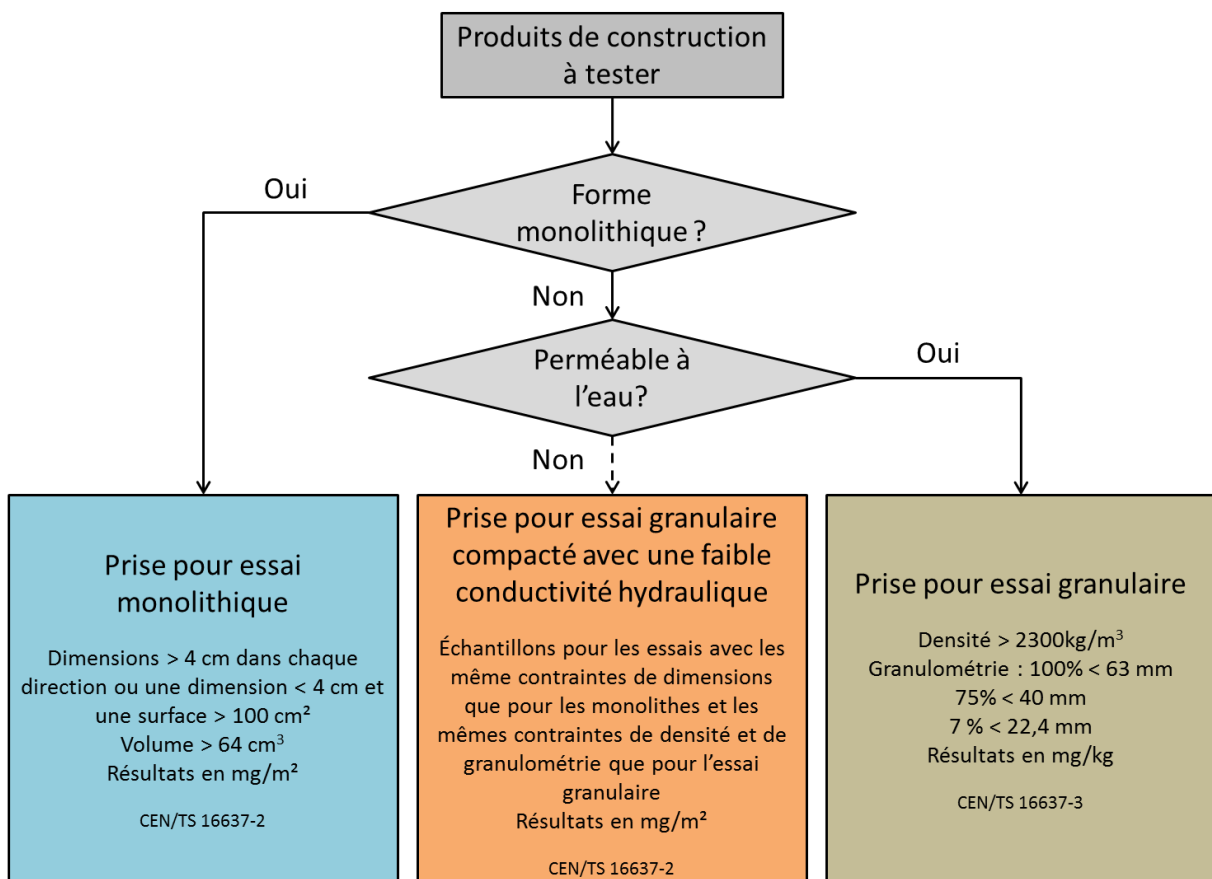 Produits de construction
à tester
Oui
Forme
monolithique ?
Non
Perméable à
l'eau?
Oui
Non
Prise pour essai
monolithique
Dimensions > 4 cm dans chaque
direction ou une dimension < 4 cm et
une surface > 100 cm²
Volume > 64 cm³
Résultats en mg/m²
CEN/TS 16637-2
Prise pour essai granulaire
compacté avec une faible
conductivité hydraulique
Échantillons pour les essais avec les
même contraintes de dimensions
que pour les monolithes et les
mêmes contraintes de densité et de
granulométrie que pour l'essai
granulaire
Résultats en mg/m²
CEN/TS 16637-2
Prise pour essai granulaire
Densité > 2300kg/m³
Granulométrie : 100% < 63 mm
75% < 40 mm
7 % < 22,4 mm
Résultats en mg/kg
CEN/TS 16637-3